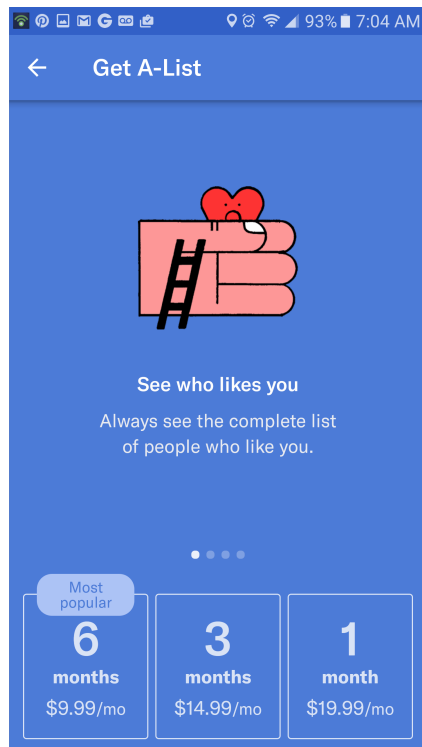 93% 7:04 AM
Get A-List
See who likes you
Always see the complete list
of people who like you.
Most
popular
6
months
$9.99/mo
3
months
$14.99/mo
1
month
$19.99/mo